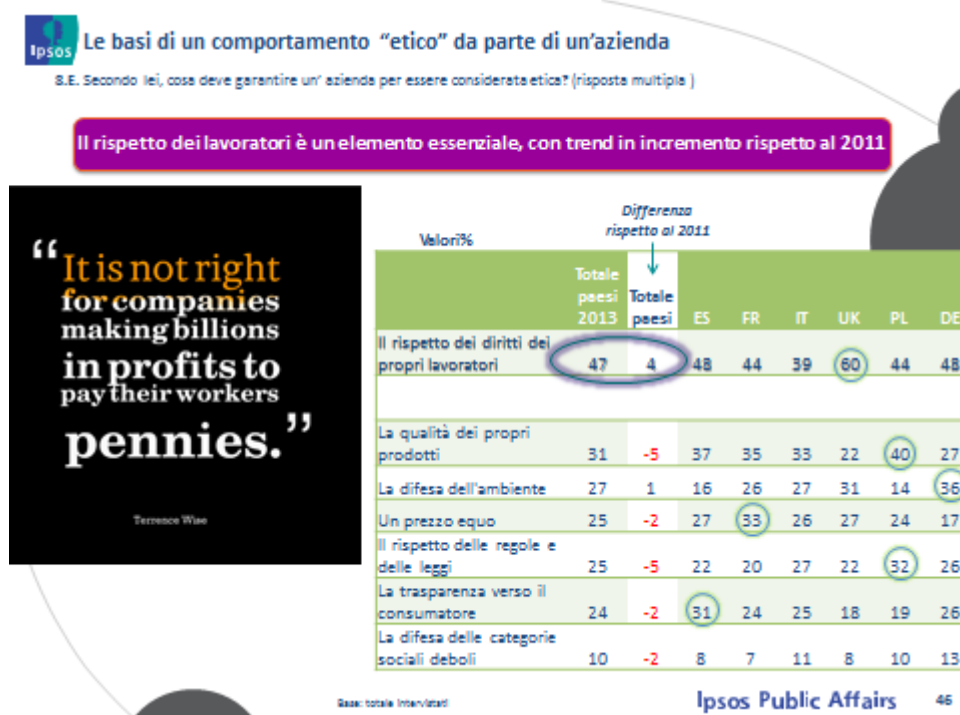 Ipsos
Le basi di un comportamento “etico” da parte di un’azienda
8.E. Secondo lei, cosa deve garantire un’ azienda per essere considerata etica? (risposta multipla )
Il rispetto dei lavoratori è un elemento essenziale, con trend in incremento rispetto al 2011
“It is not right
for companies
making billions
in profits to
pay their workers
pennies.”
Terrence Wise
Differenza
rispetto al 2011
Valori%
Totale paesi 2013 Totale paesi ES FR IT UK PL DE
Il rispetto dei diritti dei
propri lavoratori 47 4 48 44 39 60 44 48
La qualità dei propri
prodotti 31 -5 37 35 33 22 40 27
La difesa dell'ambiente 27 1 16 26 27 31 14 36
Un prezzo equo 25 -2 27 33 26 27 24 17
Il rispetto delle regole e
delle leggi 25 -5 22 20 27 22 32 26
La trasparenza verso il
consumatore 24 -2 31 24 25 18 19 26
La difesa delle categorie
sociali deboli 10 -2 8 7 11 8 10 13
Base: totale intervistati
Ipsos Public Affairs
46